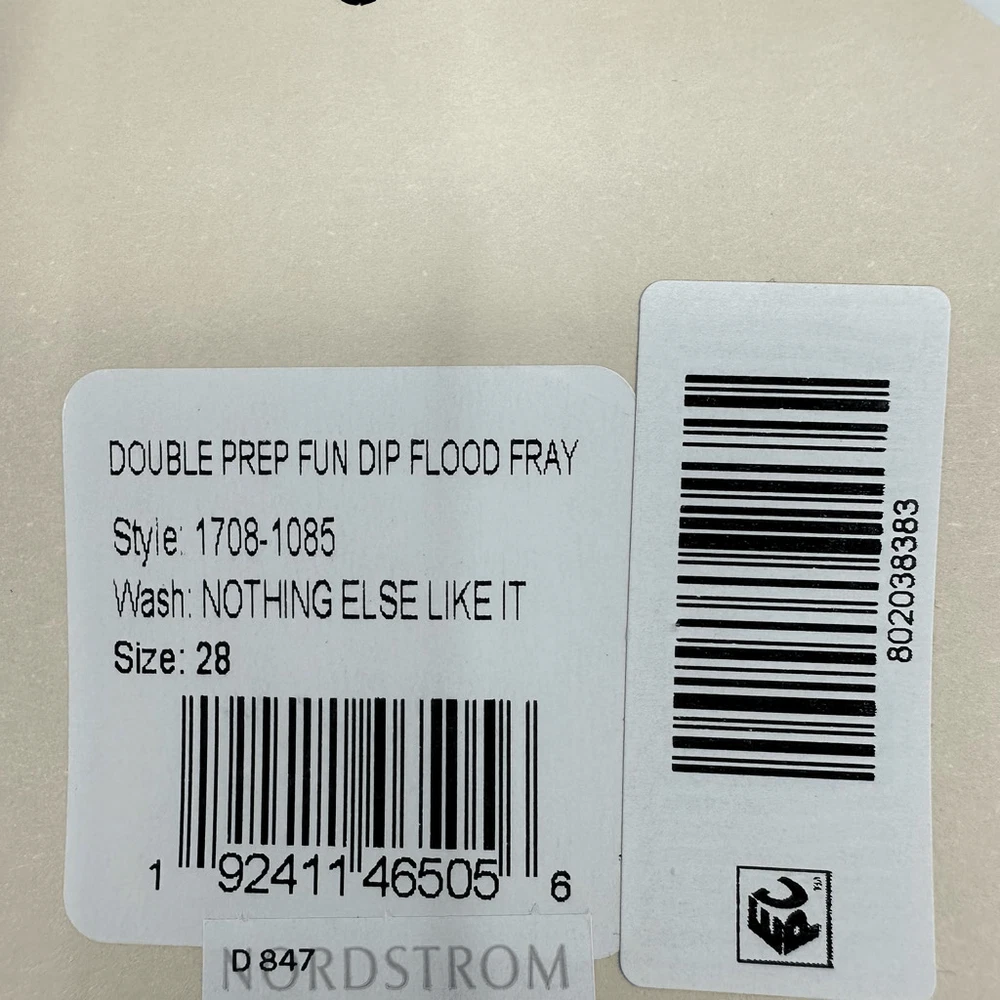 DOUBLE PREP FUN DIP FLOOD FRAY
Style: 1708-1085
Wash: NOTHING ELSE LIKE IT
Size: 28
1 92411 46505 6
D 847
NORDSTROM
802038383
EPC